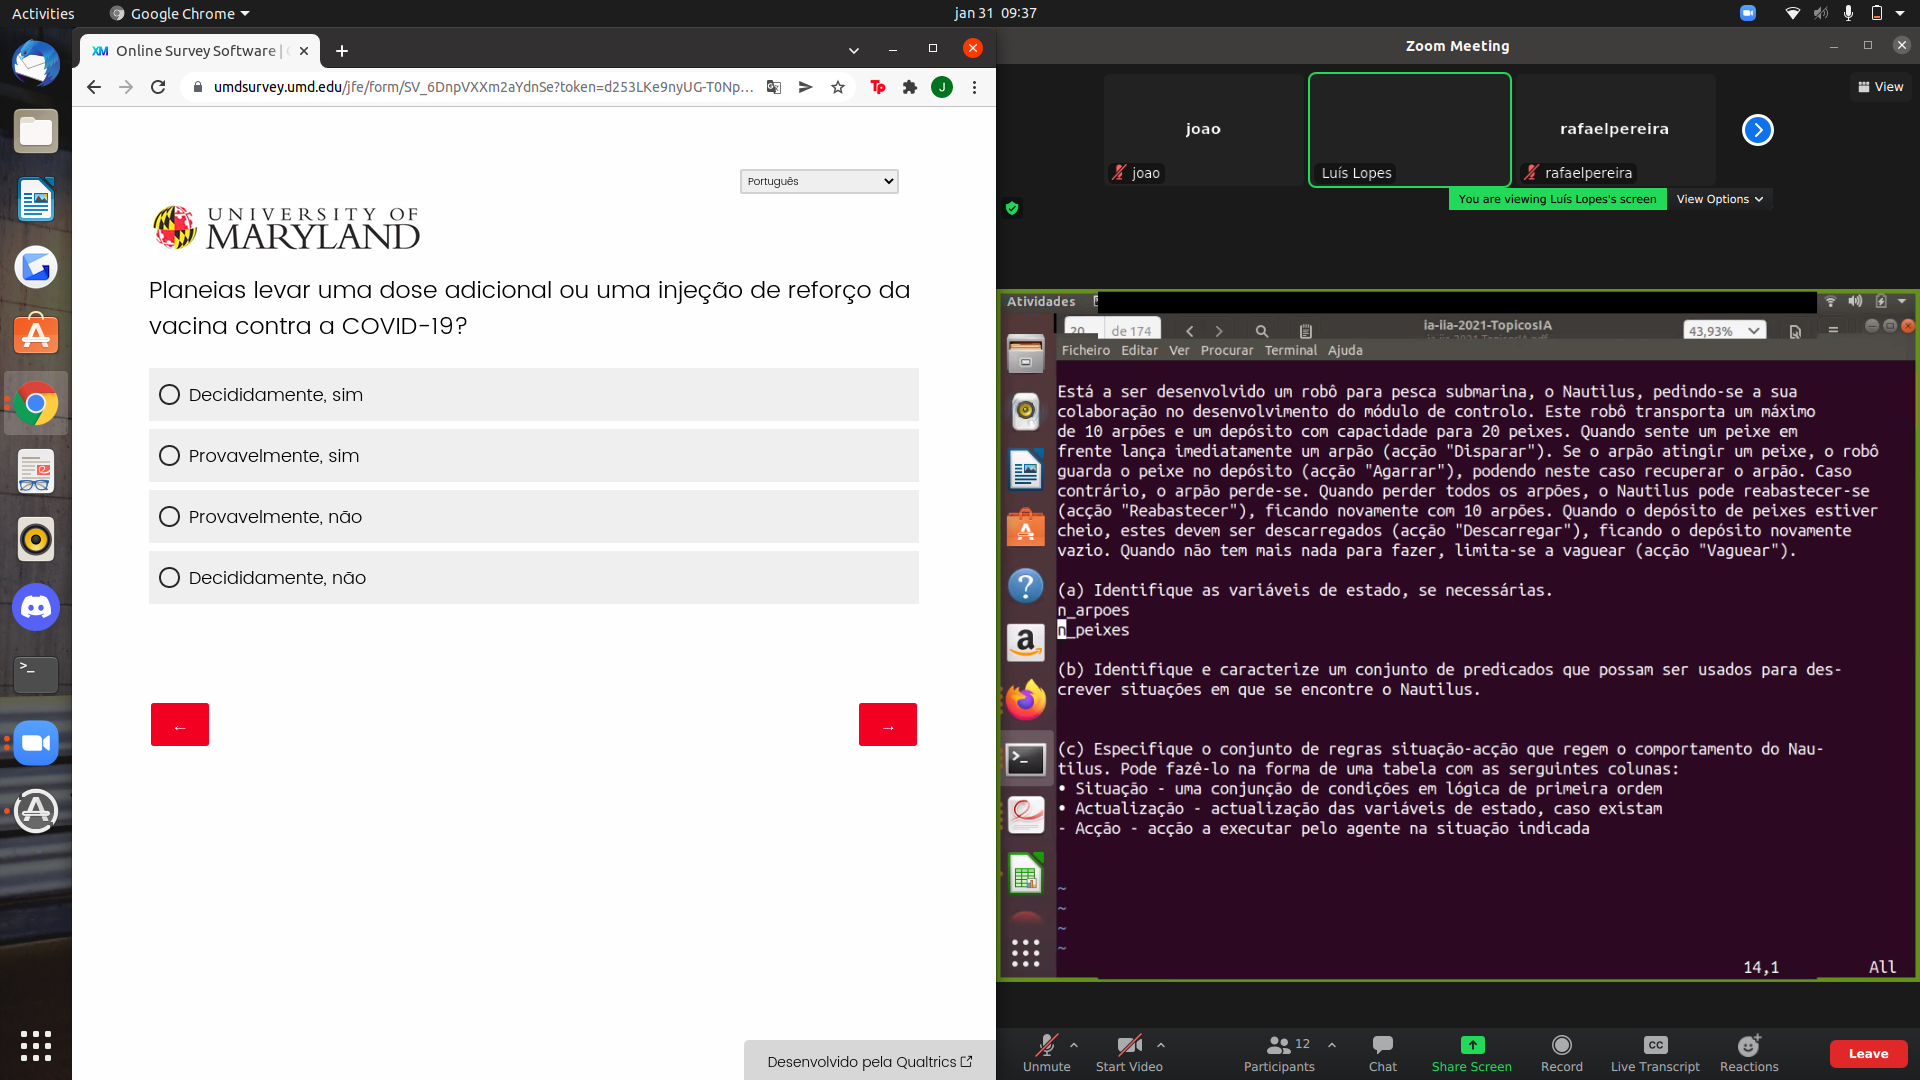 Activities
Google Chrome
jan 31 09:37
XM Online Survey Software |
umdsurvey.umd.edu/jfe/form/SV_6DnpVXXm2aYdnSe?token=d253LKe9nyUG-T0Np...
Tp
J
Português
UNIVERSITY OF
MARYLAND
Planeias levar uma dose adicional ou uma injeção de reforço da
vacina contra a COVID-19?
Decididamente, sim
Provavelmente, sim
Provavelmente, não
Decididamente, não
←
→
Desenvolvido pela Qualtrics
Zoom Meeting
View
joao
rafaelpereira
joao
Luís Lopes
rafaelpereira
You are viewing Luís Lopes's screen
View Options
Atividades
20 de 174
ia-iia-2021-TopicosIA
43,93%
Ficheiro Editar Ver Procurar Terminal Ajuda
Está a ser desenvolvido um robô para pesca submarina, o Nautilus, pedindo-se a sua
colaboração no desenvolvimento do módulo de controlo. Este robô transporta um máximo
de 10 arpões e um depósito com capacidade para 20 peixes. Quando sente um peixe em
frente lança imediatamente um arpão (acção "Disparar"). Se o arpão atingir um peixe, o robô
guarda o peixe no depósito (acção "Agarrar"), podendo neste caso recuperar o arpão. Caso
contrário, o arpão perde-se. Quando perder todos os arpões, o Nautilus pode reabastecer-se
(acção "Reabastecer"), ficando novamente com 10 arpões. Quando o depósito de peixes estiver
cheio, estes devem ser descarregados (acção "Descarregar"), ficando o depósito novamente
vazio. Quando não tem mais nada para fazer, limita-se a vaguear (acção "Vaguear").
(a) Identifique as variáveis de estado, se necessárias.
n_arpoes
n_peixes
(b) Identifique e caracterize um conjunto de predicados que possam ser usados para des-
crever situações em que se encontre o Nautilus.
(c) Especifique o conjunto de regras situação-acção que regem o comportamento do Nau-
tilus. Pode fazê-lo na forma de uma tabela com as serguintes colunas:
• Situação - uma conjunção de condições em lógica de primeira ordem
• Actualização - actualização das variáveis de estado, caso existam
- Acção - acção a executar pelo agente na situação indicada
~
~
~
~
14,1 All
Unmute
Start Video
Participants 12
Chat
Share Screen
Record
CC
Live Transcript
Reactions
Leave